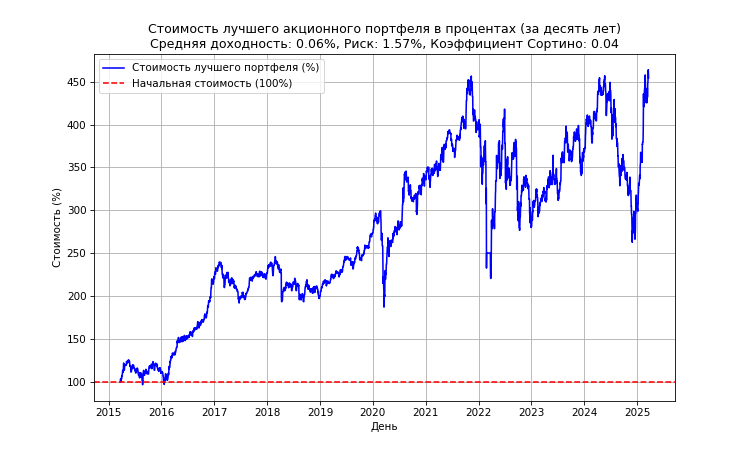 Стоимость лучшего акционного портфеля в процентах (за десять лет)
Средняя доходность: 0.06%, Риск: 1.57%, Коэффициент Сортино: 0.04
Стоимость лучшего портфеля (%)
Начальная стоимость (100%)
Стоимость (%)
450
400
350
300
250
200
150
100
2015 2016 2017 2018 2019 2020 2021 2022 2023 2024 2025
День